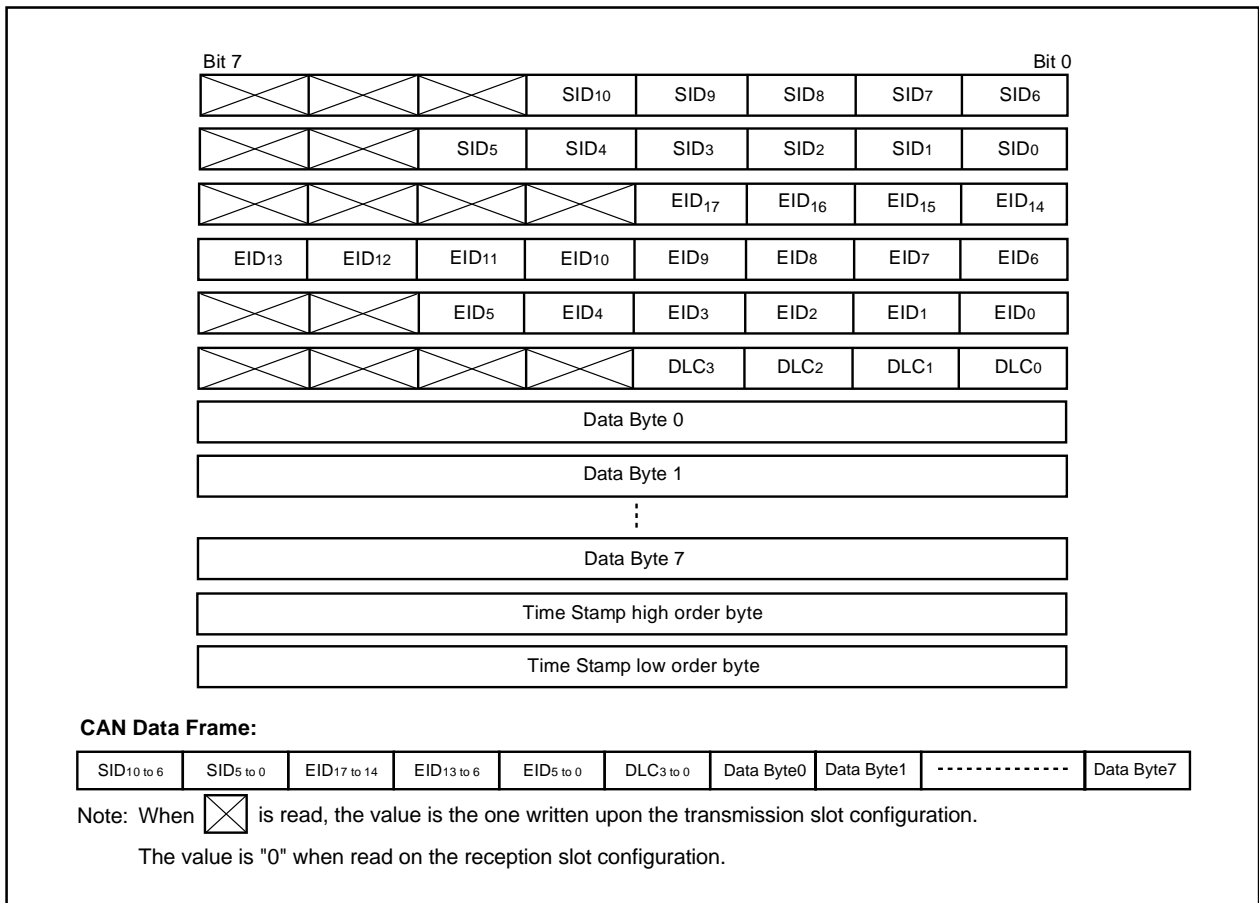 Bit 7 Bit 0
SID10 SID9 SID8 SID7 SID6
SID5 SID4 SID3 SID2 SID1 SID0
EID17 EID16 EID15 EID14
EID13 EID12 EID11 EID10 EID9 EID8 EID7 EID6
EID5 EID4 EID3 EID2 EID1 EID0
DLC3 DLC2 DLC1 DLC0
Data Byte 0
Data Byte 1
Data Byte 7
Time Stamp high order byte
Time Stamp low order byte
CAN Data Frame:
SID10 to 6 SID5 to 0 EID17 to 14 EID13 to 6 EID5 to 0 DLC3 to 0 Data Byte0 Data Byte1 Data Byte7
Note: When is read, the value is the one written upon the transmission slot configuration.
The value is "0" when read on the reception slot configuration.